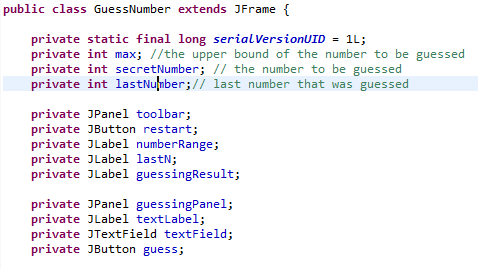 public class GuessNumber extends JFrame {
private static final long serialVersionUID = 1L;
private int max; //the upper bound of the number to be guessed
private int secretNumber; // the number to be guessed
private int lastNumber;// last number that was guessed
private JPanel toolbar;
private JButton restart;
private JLabel numberRange;
private JLabel lastN;
private JLabel guessingResult;
private JPanel guessingPanel;
private JLabel textLabel;
private JTextField textField;
private JButton guess;